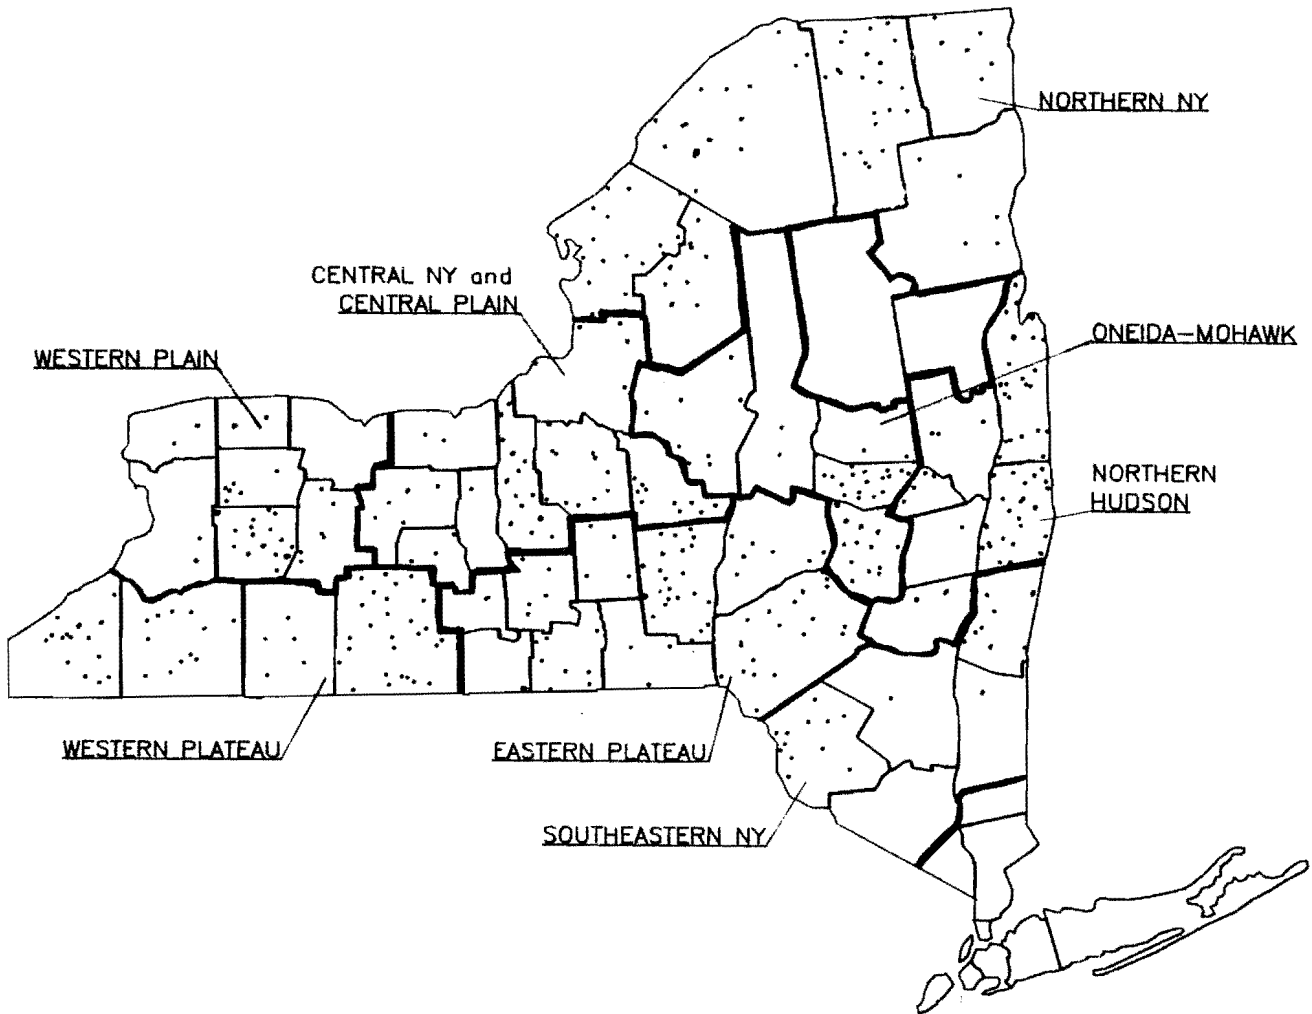 NORTHERN NY
CENTRAL NY and
CENTRAL PLAIN
WESTERN PLAIN
ONEIDA-MOHAWK
NORTHERN
HUDSON
WESTERN PLATEAU
EASTERN PLATEAU
SOUTHEASTERN NY